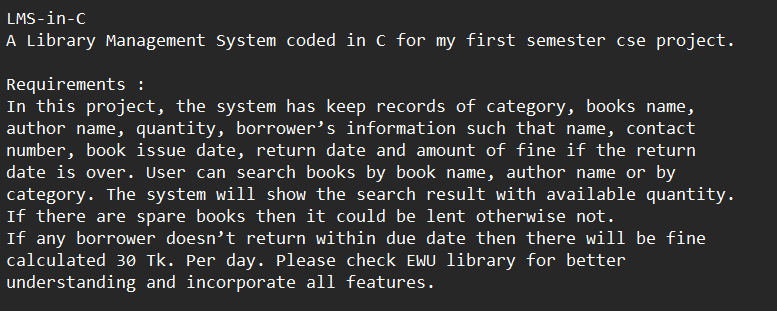 LMS-in-C
A Library Management System coded in C for my first semester cse project.
Requirements :
In this project, the system has keep records of category, books name,
author name, quantity, borrower’s information such that name, contact
number, book issue date, return date and amount of fine if the return
date is over. User can search books by book name, author name or by
category. The system will show the search result with available quantity.
If there are spare books then it could be lent otherwise not.
If any borrower doesn’t return within due date then there will be fine
calculated 30 Tk. Per day. Please check EWU library for better
understanding and incorporate all features.